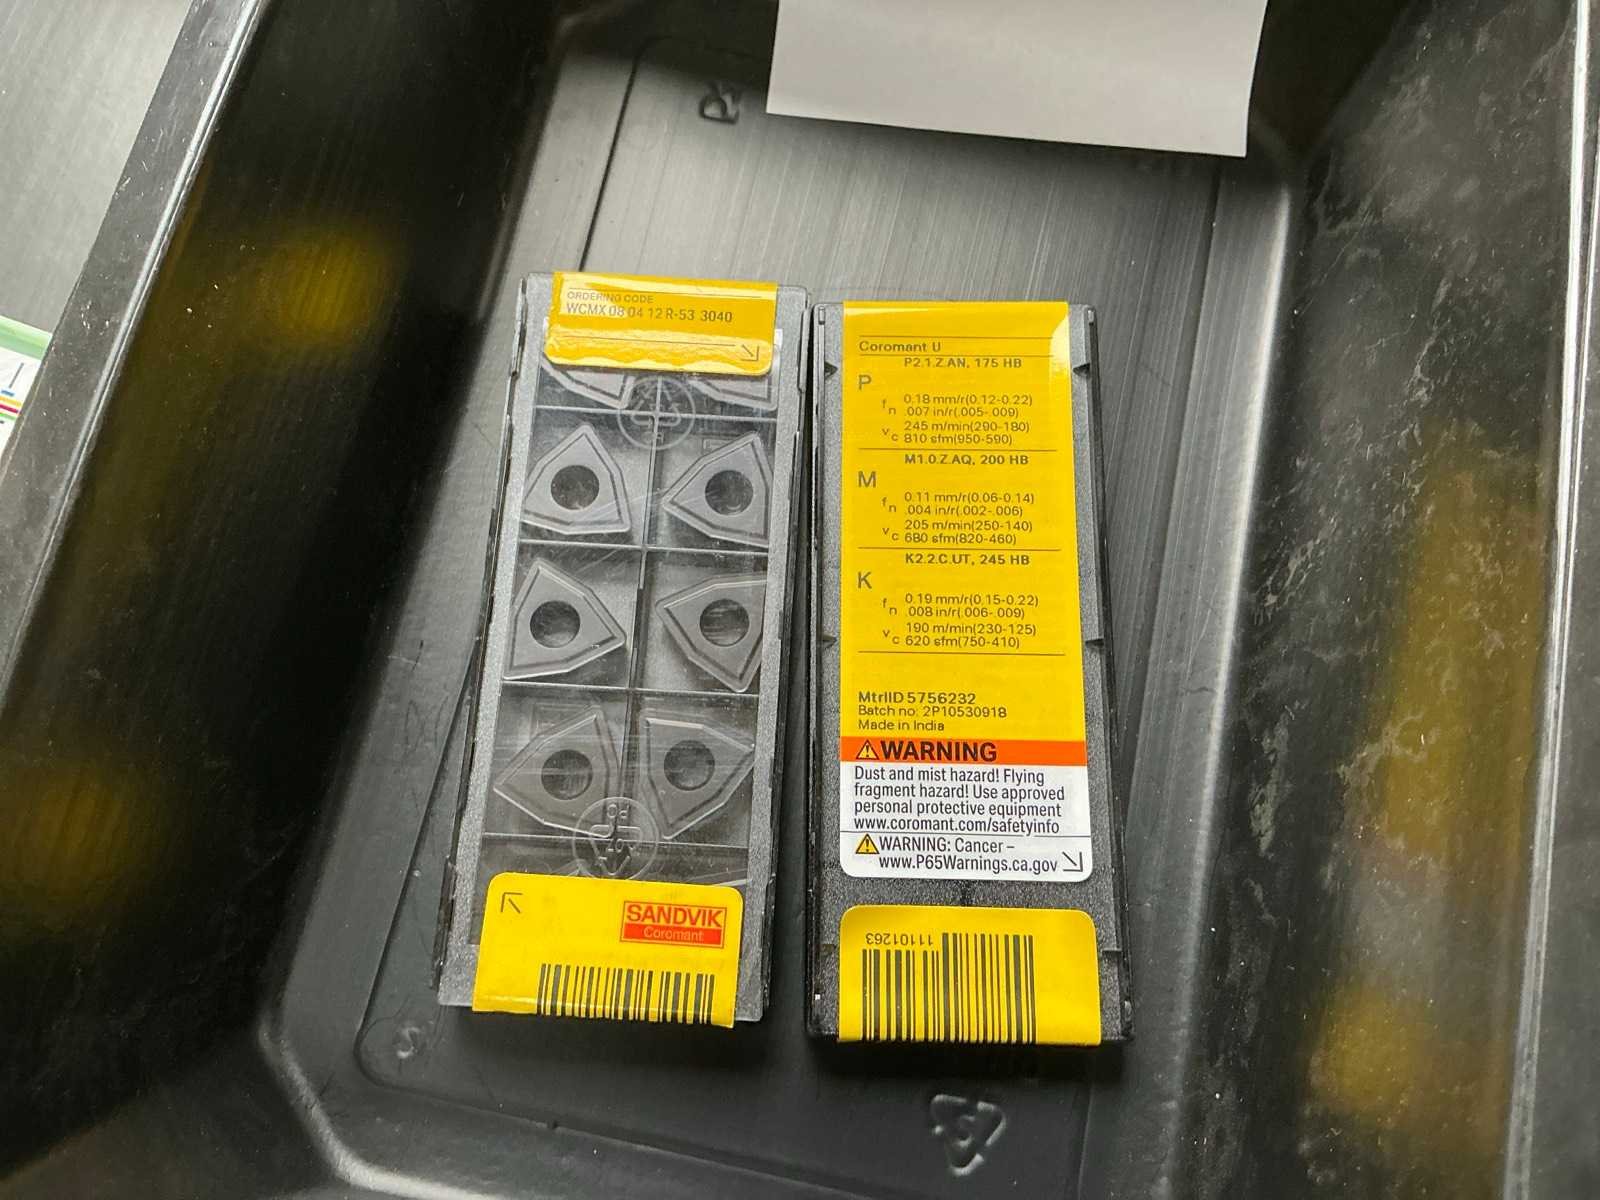 ORDERING CODE
WCMX 08 04 12 R-53 3040
SANDVIK
Coromant
Coromant U
P2.1.Z.AN, 175 HB
P
fn 0.18 mm/r(0.12-0.22)
.007 in/r(.005-.009)
vc 245 m/min(290-180)
810 sfm(950-590)
M1.0.Z.AQ, 200 HB
M
fn 0.11 mm/r(0.06-0.14)
.004 in/r(.002-.006)
vc 205 m/min(250-140)
680 sfm(820-460)
K2.2.C.UT, 245 HB
K
fn 0.19 mm/r(0.15-0.22)
.008 in/r(.006-.009)
vc 190 m/min(230-125)
620 sfm(750-410)
MtrlID 5756232
Batch no: 2P10530918
Made in India
⚠WARNING
Dust and mist hazard! Flying
fragment hazard! Use approved
personal protective equipment
www.coromant.com/safetyinfo
⚠WARNING: Cancer –
www.P65Warnings.ca.gov
11101263